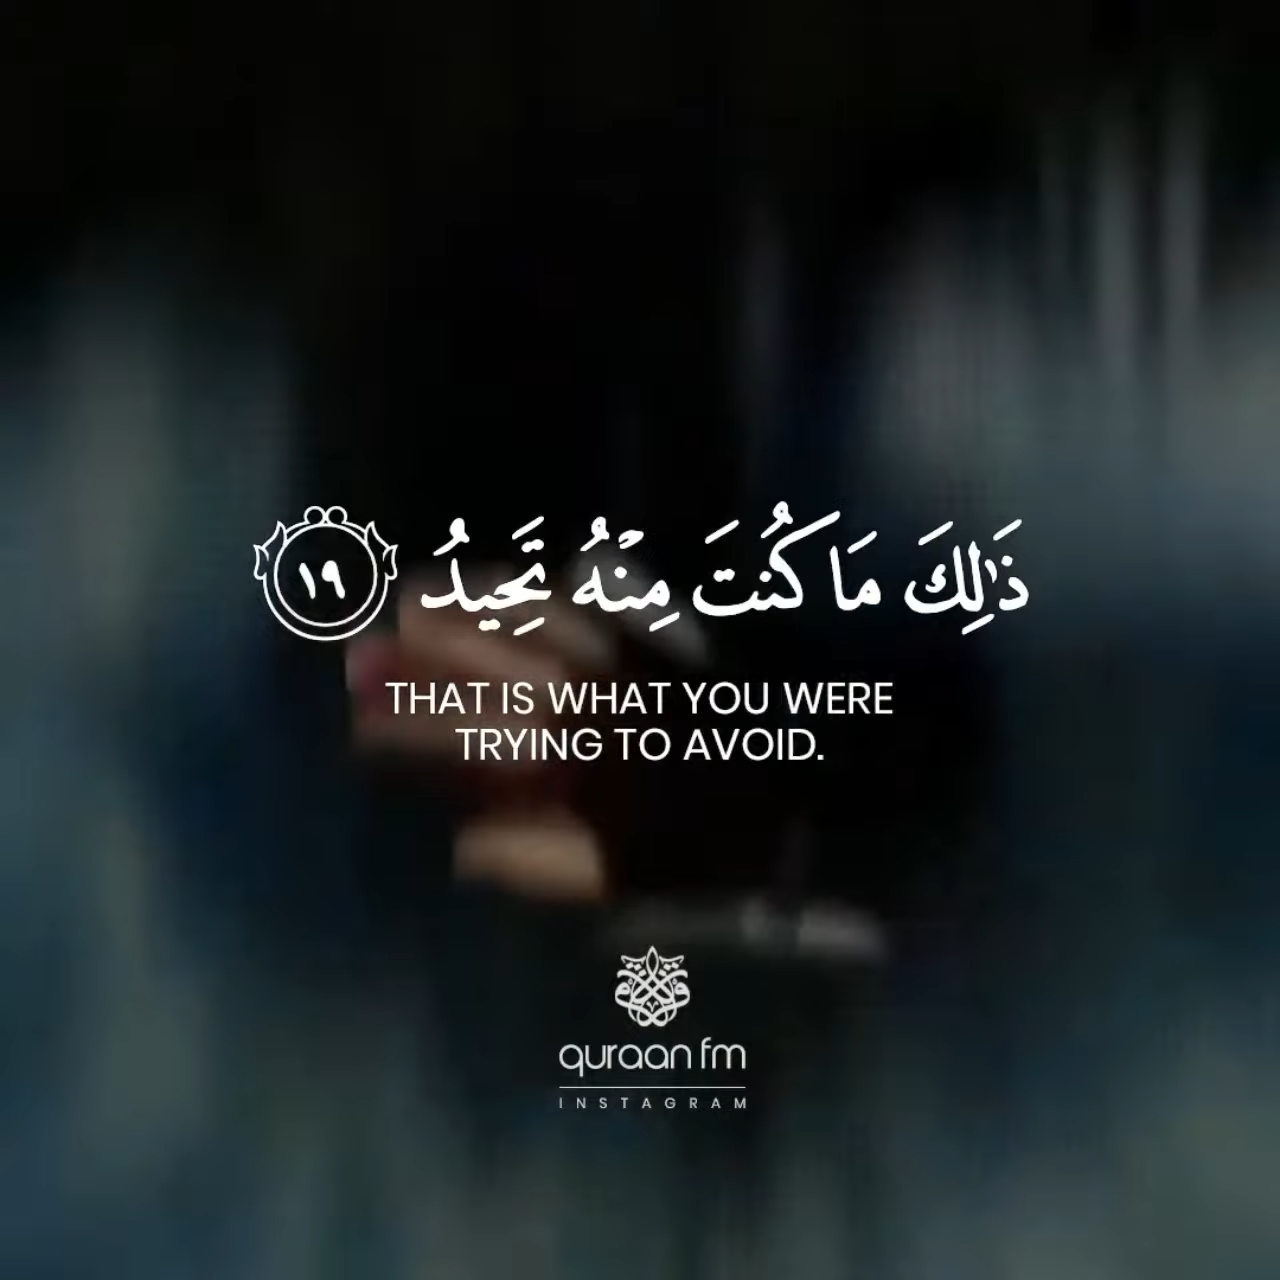 ذَٰلِكَ مَا كُنتَ مِنْهُ تَحِيدُ ١٩
THAT IS WHAT YOU WERE
TRYING TO AVOID.
quraan fm
INSTAGRAM